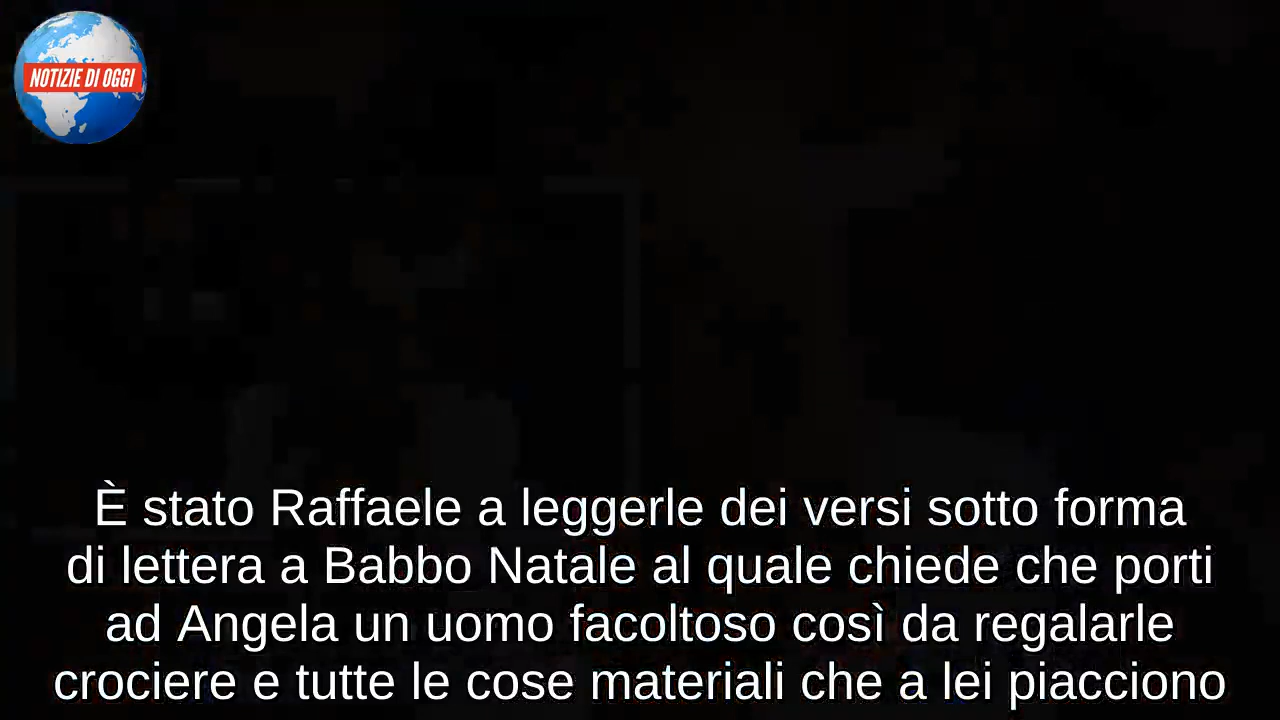 NOTIZIE DI OGGI
È stato Raffaele a leggerle dei versi sotto forma
di lettera a Babbo Natale al quale chiede che porti
ad Angela un uomo facoltoso così da regalarle
crociere e tutte le cose materiali che a lei piacciono